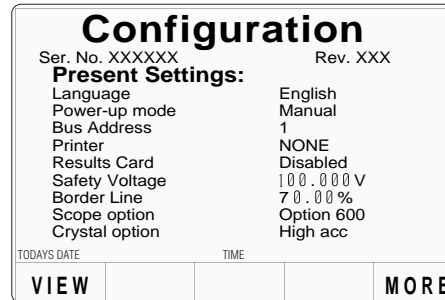 Configuration
Ser. No. XXXXXX Rev. XXX
Present Settings:
Language English
Power-up mode Manual
Bus Address 1
Printer NONE
Results Card Disabled
Safety Voltage 100.000V
Border Line 70.00%
Scope option Option 600
Crystal option High acc
TODAYS DATE TIME
VIEW MORE